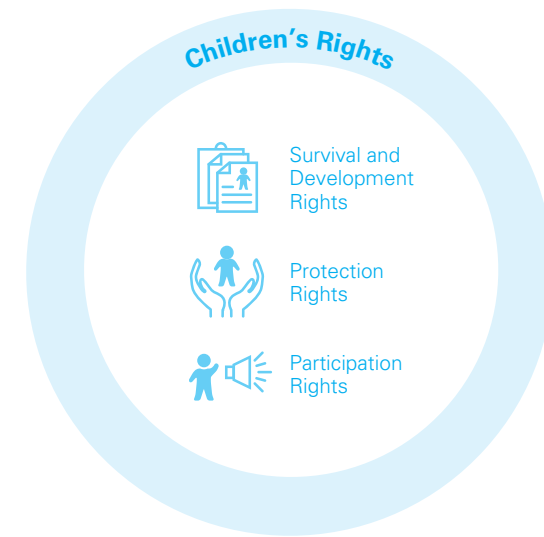 Children's Rights
Survival and
Development
Rights
Protection
Rights
Participation
Rights